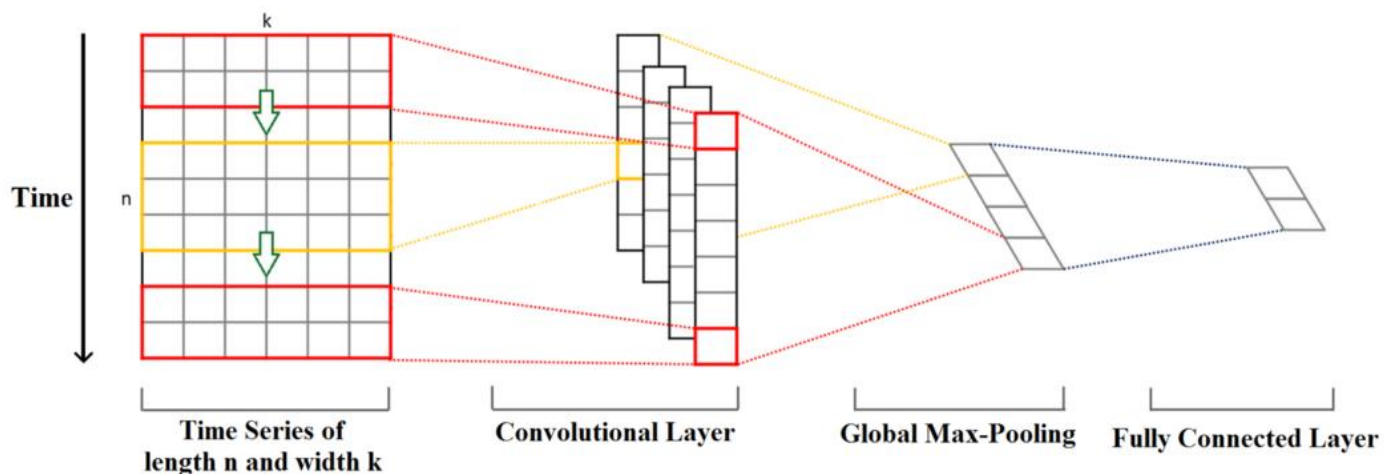 k
Time
n
Time Series of
length n and width k
Convolutional Layer
Global Max-Pooling
Fully Connected Layer